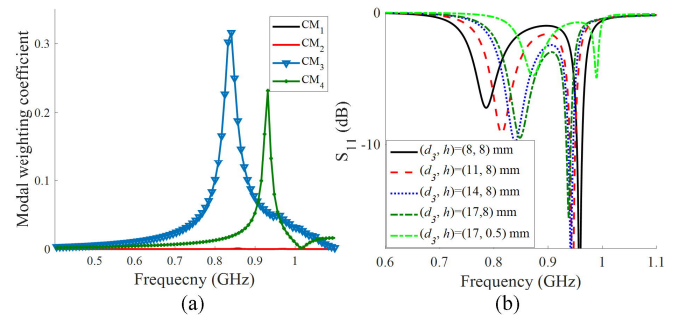 Modal weighting coefficient
0.3
0.2
0.1
0
CM1
CM2
CM3
CM4
0.5 0.6 0.7 0.8 0.9 1
Frequecny (GHz)
(a)
S11 (dB)
0
-10
(d3, h)=(8, 8) mm
(d3, h)=(11, 8) mm
(d3, h)=(14, 8) mm
(d3, h)=(17,8) mm
(d3, h)=(17, 0.5) mm
0.6 0.7 0.8 0.9 1 1.1
Frequency (GHz)
(b)